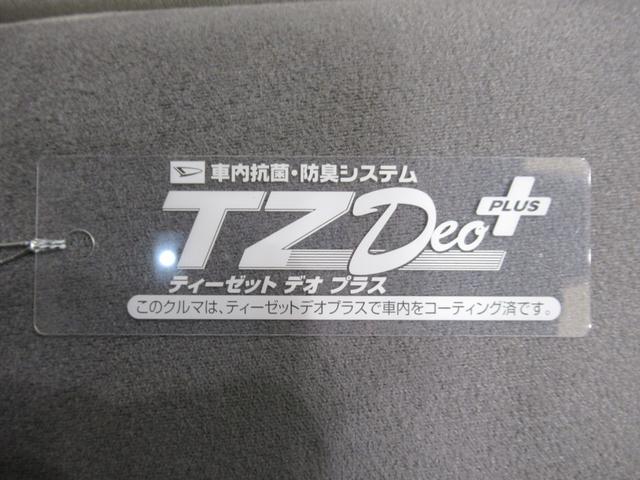 車内抗菌・防臭システム
TZ Deo PLUS
ティーゼット デオ プラス
このクルマは、ティーゼットデオプラスで車内をコーティング済です。